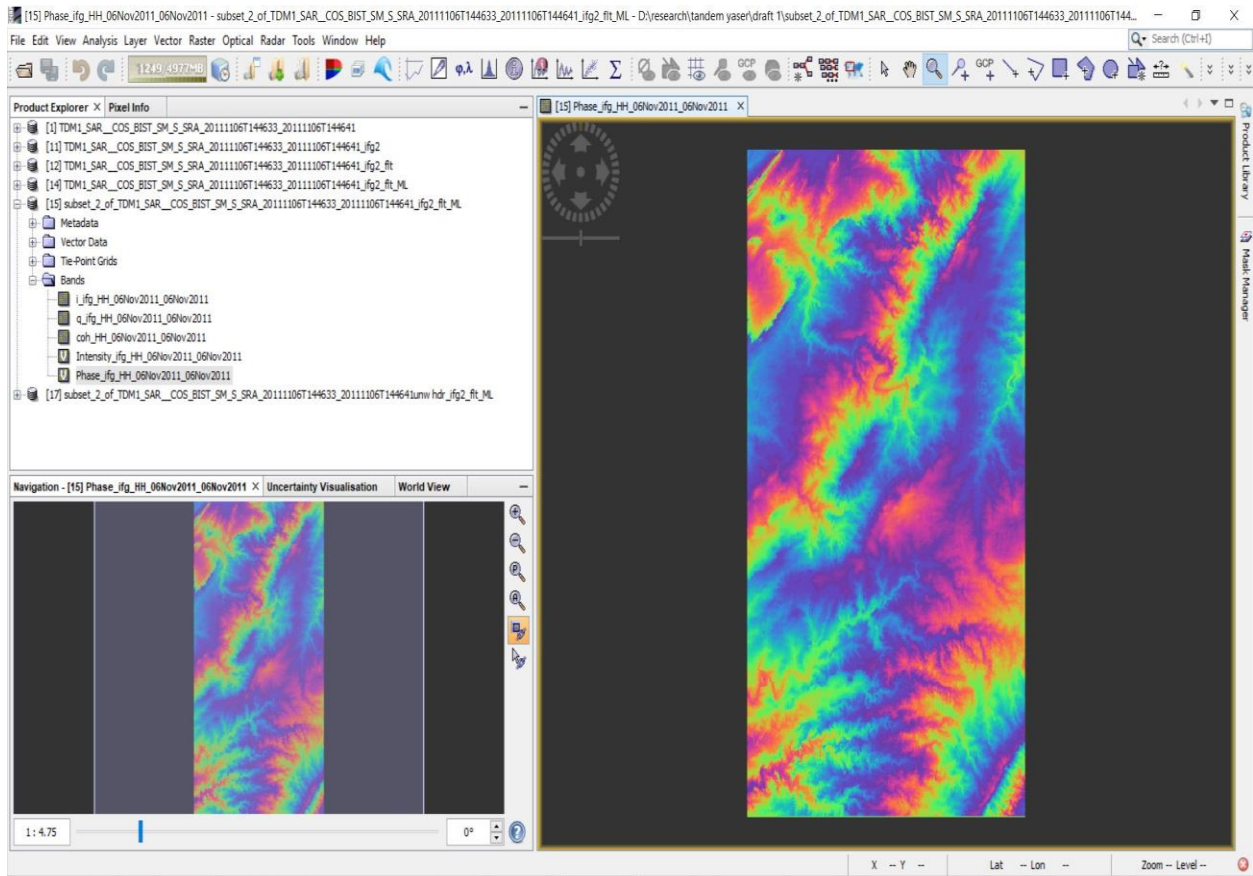 [15] Phase_ifg_HH_06Nov2011_06Nov2011 - subset_2_of_TDM1_SAR__COS_BIST_SM_S_SRA_20111106T144633_20111106T144641_ifg2_flt_ML - D:\research\tandem yaser\draft 1\subset_2_of_TDM1_SAR__COS_BIST_SM_S_SRA_20111106T144633_20111106T144...
File Edit View Analysis Layer Vector Raster Optical Radar Tools Window Help
Search (Ctrl+I)
1249/4977MB
φ,λ
Σ
GCP
GCP
Product Explorer X Pixel Info
[15] Phase_ifg_HH_06Nov2011_06Nov2011 X
[1] TDM1_SAR__COS_BIST_SM_S_SRA_20111106T144633_20111106T144641
[11] TDM1_SAR__COS_BIST_SM_S_SRA_20111106T144633_20111106T144641_ifg2
[12] TDM1_SAR__COS_BIST_SM_S_SRA_20111106T144633_20111106T144641_ifg2_flt
[14] TDM1_SAR__COS_BIST_SM_S_SRA_20111106T144633_20111106T144641_ifg2_flt_ML
[15] subset_2_of_TDM1_SAR__COS_BIST_SM_S_SRA_20111106T144633_20111106T144641_ifg2_flt_ML
Metadata
Vector Data
Tie-Point Grids
Bands
i_ifg_HH_06Nov2011_06Nov2011
q_ifg_HH_06Nov2011_06Nov2011
coh_HH_06Nov2011_06Nov2011
Intensity_ifg_HH_06Nov2011_06Nov2011
Phase_ifg_HH_06Nov2011_06Nov2011
[17] subset_2_of_TDM1_SAR__COS_BIST_SM_S_SRA_20111106T144633_20111106T144641unw hdr_ifg2_flt_ML
Product Library
Mask Manager
Navigation - [15] Phase_ifg_HH_06Nov2011_06Nov2011 X Uncertainty Visualisation World View
1 : 4.75
0°
X -- Y -- Lat -- Lon -- Zoom -- Level --